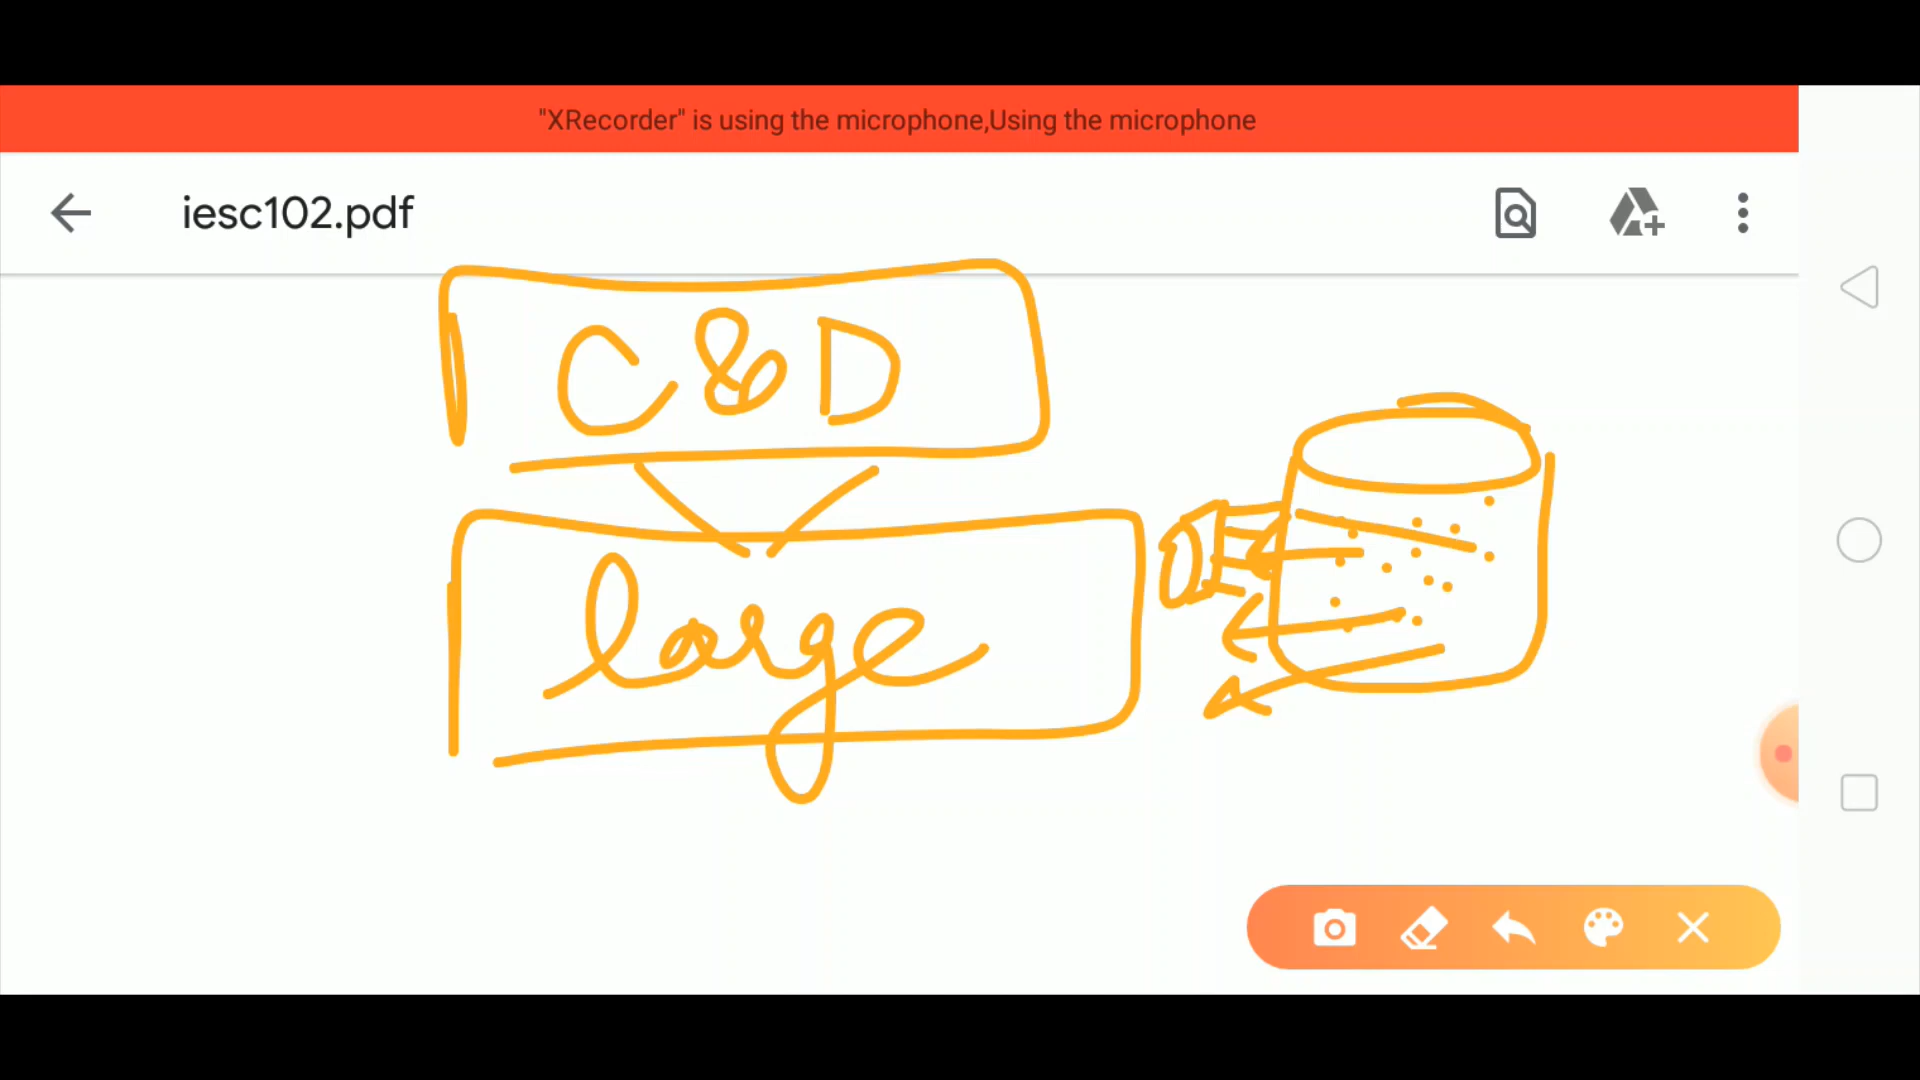 "XRecorder" is using the microphone,Using the microphone
iesc102.pdf
C & D
large